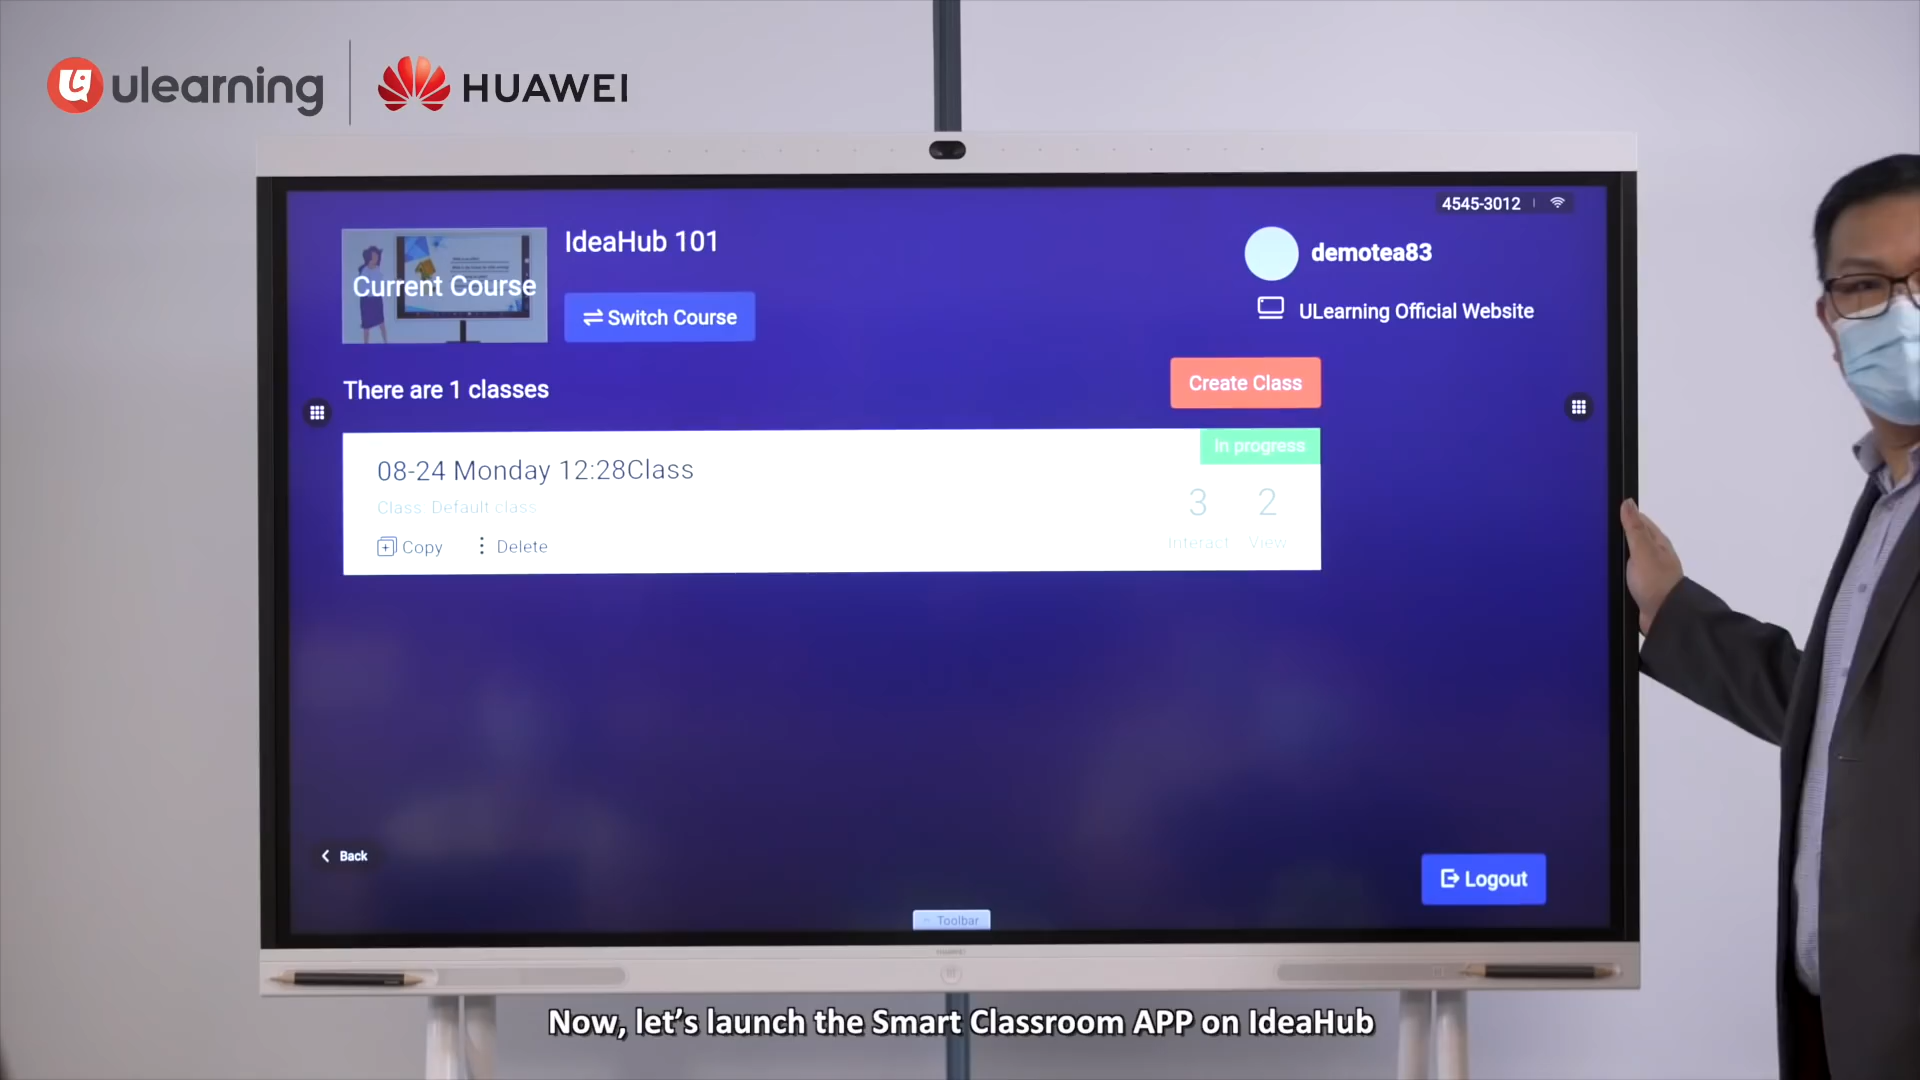 ulearning
HUAWEI
4545-3012
IdeaHub 101
Current Course
Switch Course
demotea83
ULearning Official Website
There are 1 classes
Create Class
In progress
08-24 Monday 12:28Class
Class Default class
3 2
Interact View
Copy
Delete
Back
Logout
Toolbar
HUAWEI
Now, let's launch the Smart Classroom APP on IdeaHub